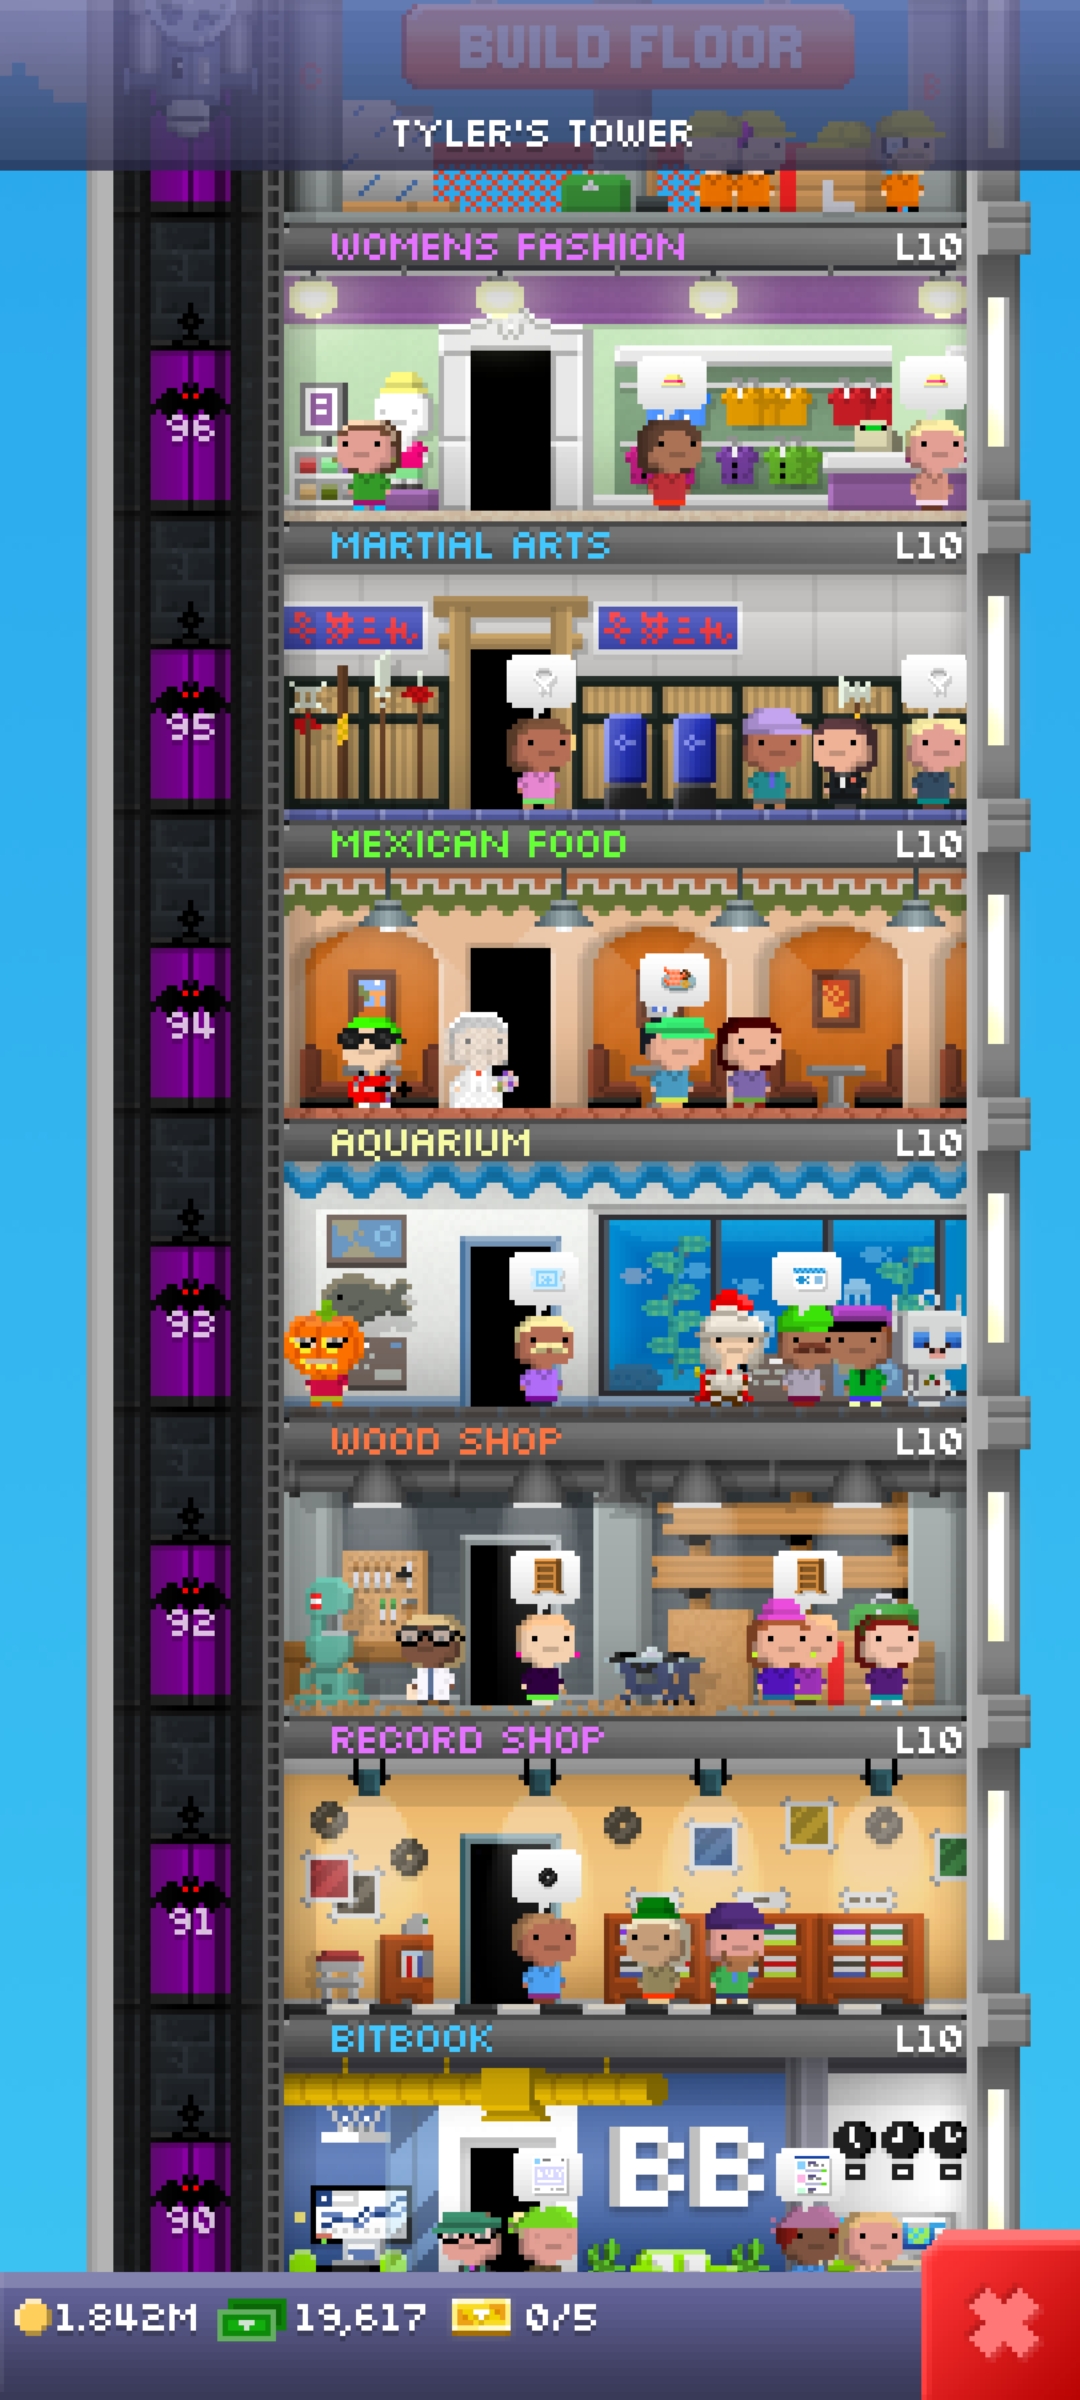 BUILD FLOOR
TYLER'S TOWER
WOMENS FASHION L10
96
MARTIAL ARTS L10
95
MEXICAN FOOD L10
94
AQUARIUM L10
93
WOOD SHOP L10
92
RECORD SHOP L10
91
BITBOOK L10
BB
90
1.842M 19,617 0/5